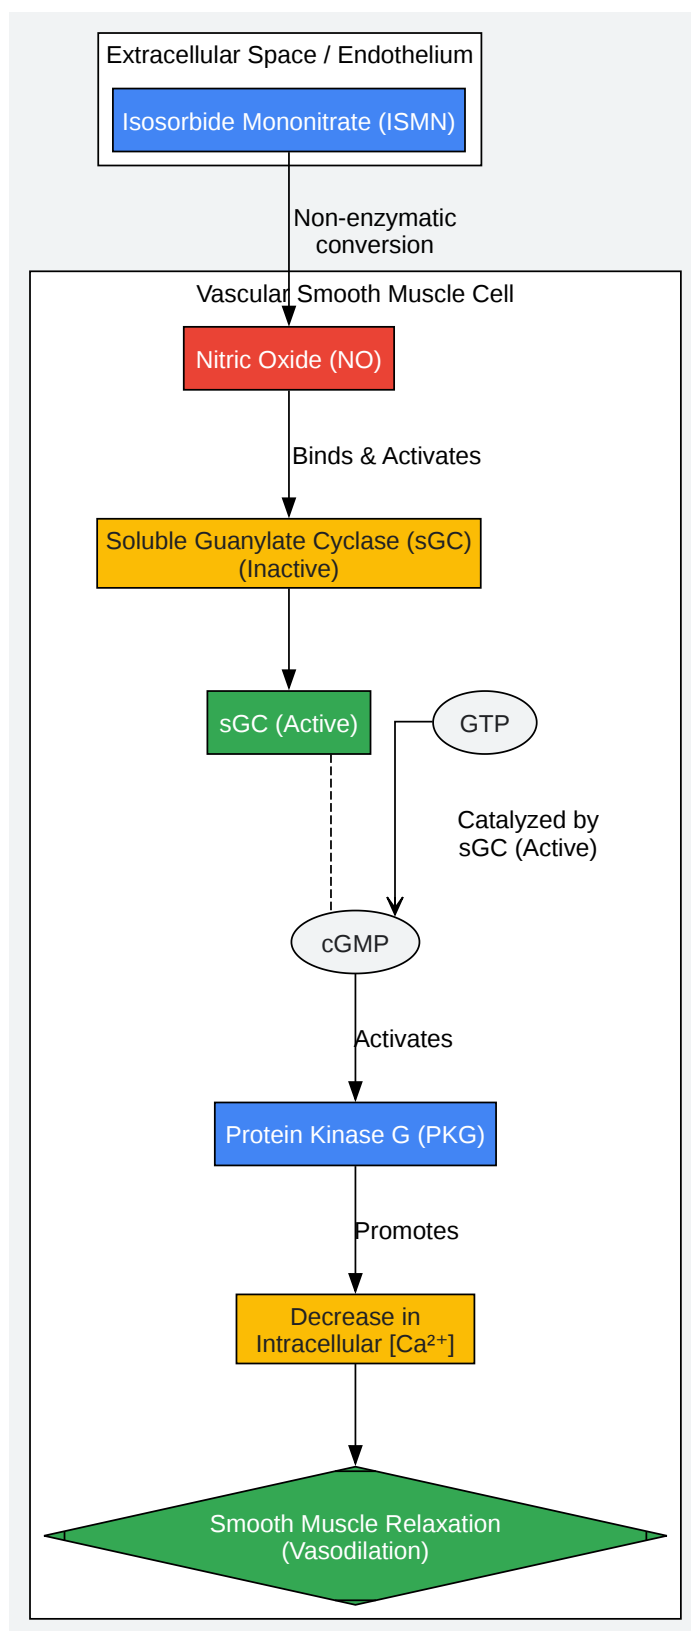 Extracellular Space / Endothelium
Isosorbide Mononitrate (ISMN)
Non-enzymatic
conversion
Vascular Smooth Muscle Cell
Nitric Oxide (NO)
Binds & Activates
Soluble Guanylate Cyclase (sGC)
(Inactive)
sGC (Active)
GTP
Catalyzed by
sGC (Active)
cGMP
Activates
Protein Kinase G (PKG)
Promotes
Decrease in
Intracellular [Ca²⁺]
Smooth Muscle Relaxation
(Vasodilation)